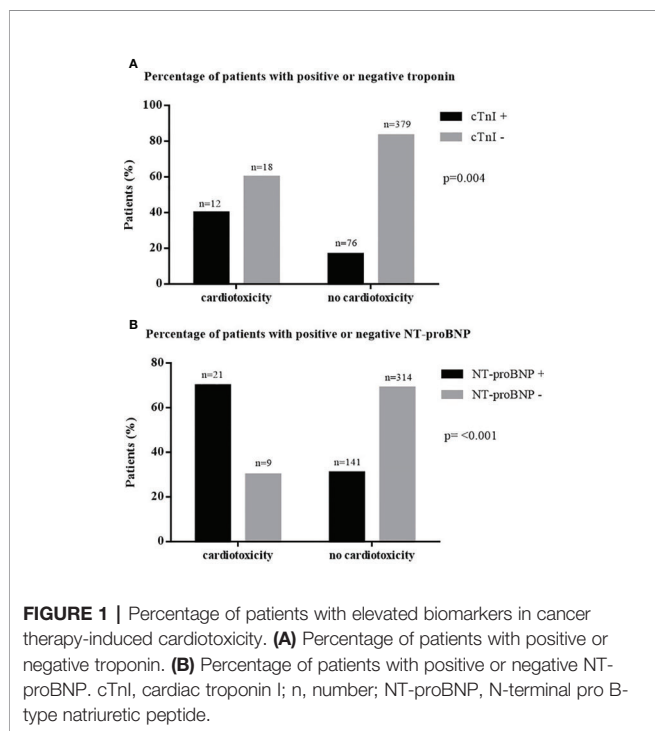 A
Percentage of patients with positive or negative troponin
100
80
60
40
20
0
Patients (%)
n=12
n=18
n=76
n=379
cardiotoxicity
no cardiotoxicity
cTnI +
cTnI -
p=0.004
B
Percentage of patients with positive or negative NT-proBNP
80
60
40
20
0
Patients (%)
n=21
n=9
n=141
n=314
cardiotoxicity
no cardiotoxicity
NT-proBNP +
NT-proBNP -
p= <0.001
FIGURE 1 | Percentage of patients with elevated biomarkers in cancer
therapy-induced cardiotoxicity. (A) Percentage of patients with positive or
negative troponin. (B) Percentage of patients with positive or negative NT-
proBNP. cTnI, cardiac troponin I; n, number; NT-proBNP, N-terminal pro B-
type natriuretic peptide.